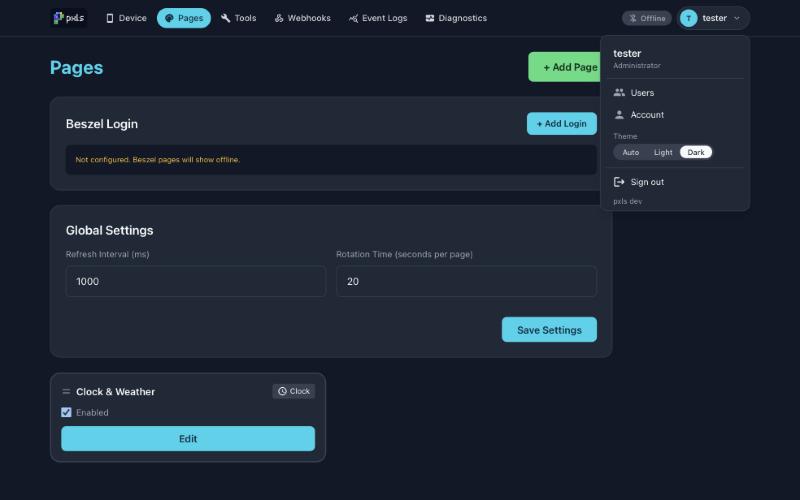 pxls
Device
Pages
Tools
Webhooks
Event Logs
Diagnostics
Offline
T
tester
tester
Administrator
Users
Account
Theme
Auto
Light
Dark
Sign out
pxls dev
Pages
+ Add Page
Beszel Login
+ Add Login
Not configured. Beszel pages will show offline.
Global Settings
Refresh Interval (ms)
Rotation Time (seconds per page)
1000
20
Save Settings
Clock & Weather
Clock
Enabled
Edit